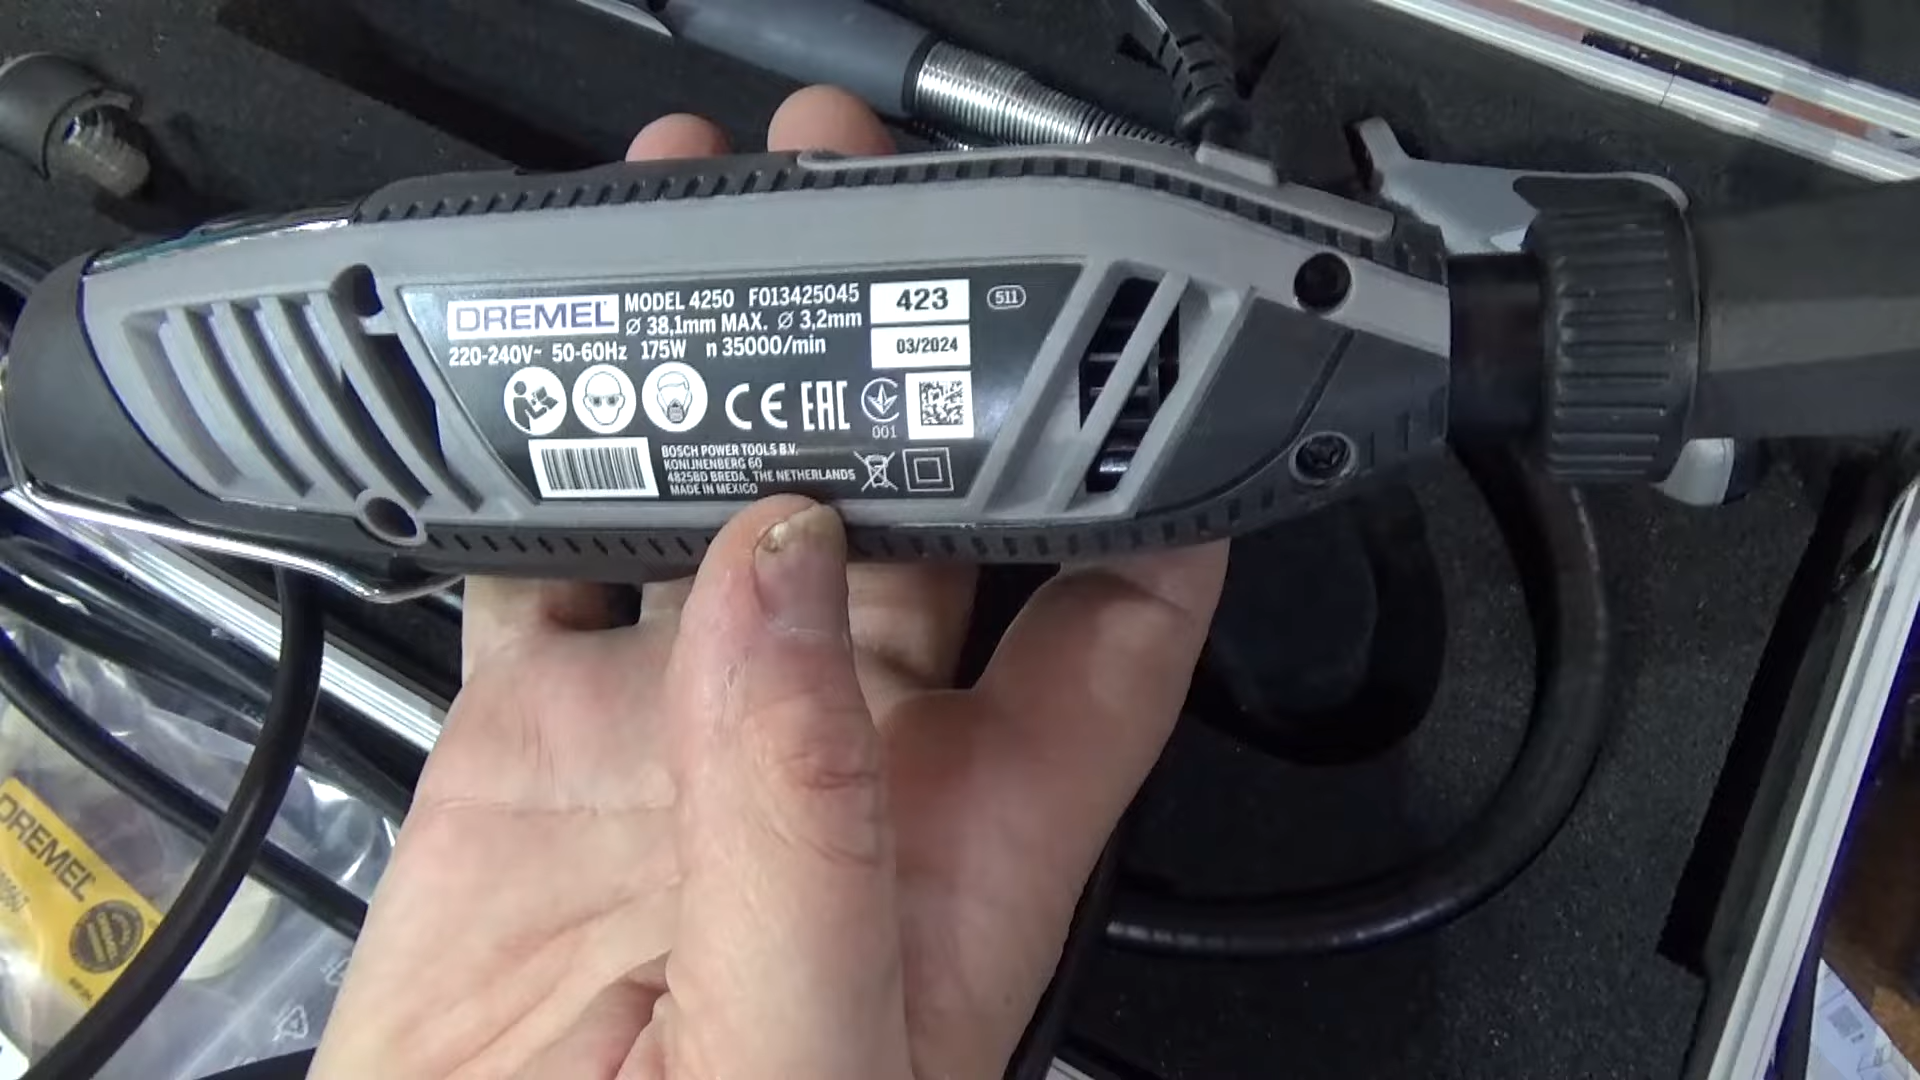 DREMEL
MODEL 4250 F013425045
Ø 38,1mm MAX. Ø 3,2mm
220-240V~ 50-60Hz 175W n 35000/min
423
03/2024
511
CE EAC
001
BOSCH POWER TOOLS B.V.
KONIJNENBERG 60
4825BD BREDA, THE NETHERLANDS
MADE IN MEXICO
DREMEL